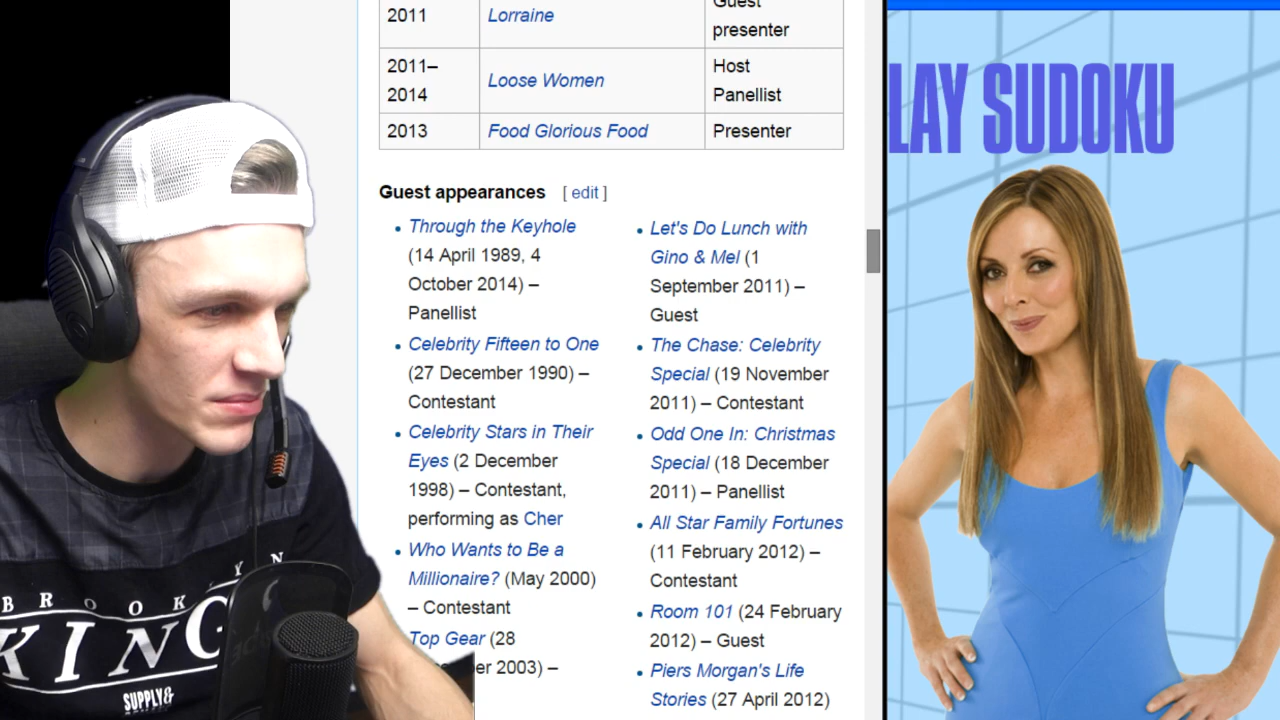 2011 Lorraine Guest presenter
2011–2014 Loose Women Host Panellist
2013 Food Glorious Food Presenter
Guest appearances [ edit ]
Through the Keyhole
(14 April 1989, 4
October 2014) –
Panellist
Celebrity Fifteen to One
(27 December 1990) –
Contestant
Celebrity Stars in Their
Eyes (2 December
1998) – Contestant,
performing as Cher
Who Wants to Be a
Millionaire? (May 2000)
– Contestant
Top Gear (28
er 2003) –
Let's Do Lunch with
Gino & Mel (1
September 2011) –
Guest
The Chase: Celebrity
Special (19 November
2011) – Contestant
Odd One In: Christmas
Special (18 December
2011) – Panellist
All Star Family Fortunes
(11 February 2012) –
Contestant
Room 101 (24 February
2012) – Guest
Piers Morgan's Life
Stories (27 April 2012)
LAY SUDOKU
BROOK YN
KING
SUPPLY&